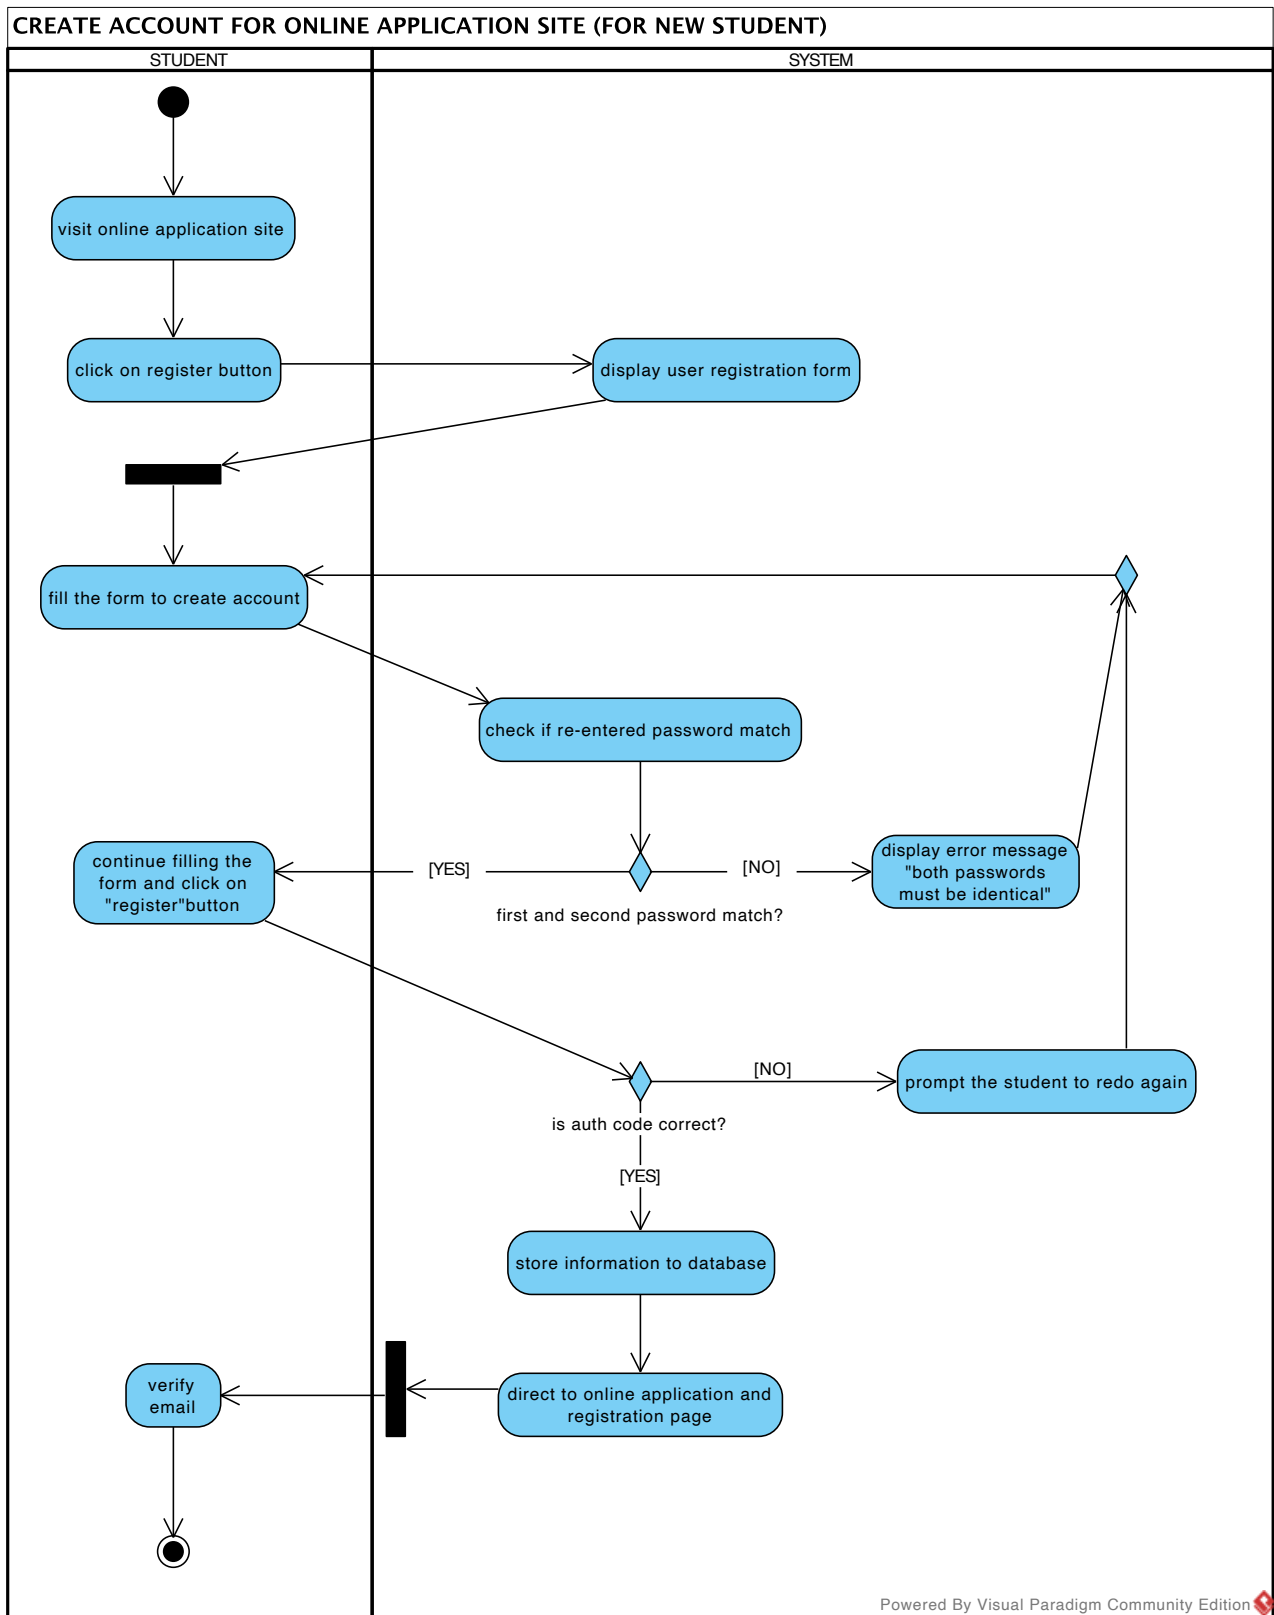 CREATE ACCOUNT FOR ONLINE APPLICATION SITE (FOR NEW STUDENT)
STUDENT
SYSTEM
visit online application site
click on register button
display user registration form
fill the form to create account
check if re-entered password match
continue filling the
form and click on
"register"button
[YES]
[NO]
display error message
"both passwords
must be identical"
first and second password match?
[NO]
prompt the student to redo again
is auth code correct?
[YES]
store information to database
verify
email
direct to online application and
registration page
Powered By Visual Paradigm Community Edition